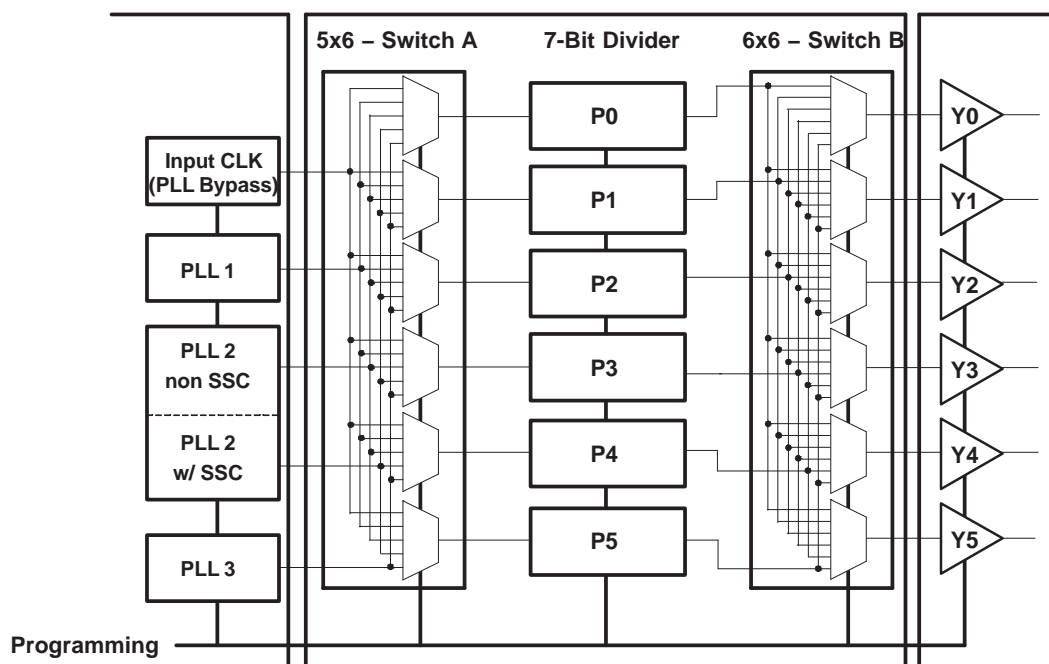 5x6 – Switch A
7-Bit Divider
6x6 – Switch B
Input CLK
(PLL Bypass)
PLL 1
PLL 2
non SSC
PLL 2
w/ SSC
PLL 3
P0
P1
P2
P3
P4
P5
Y0
Y1
Y2
Y3
Y4
Y5
Programming